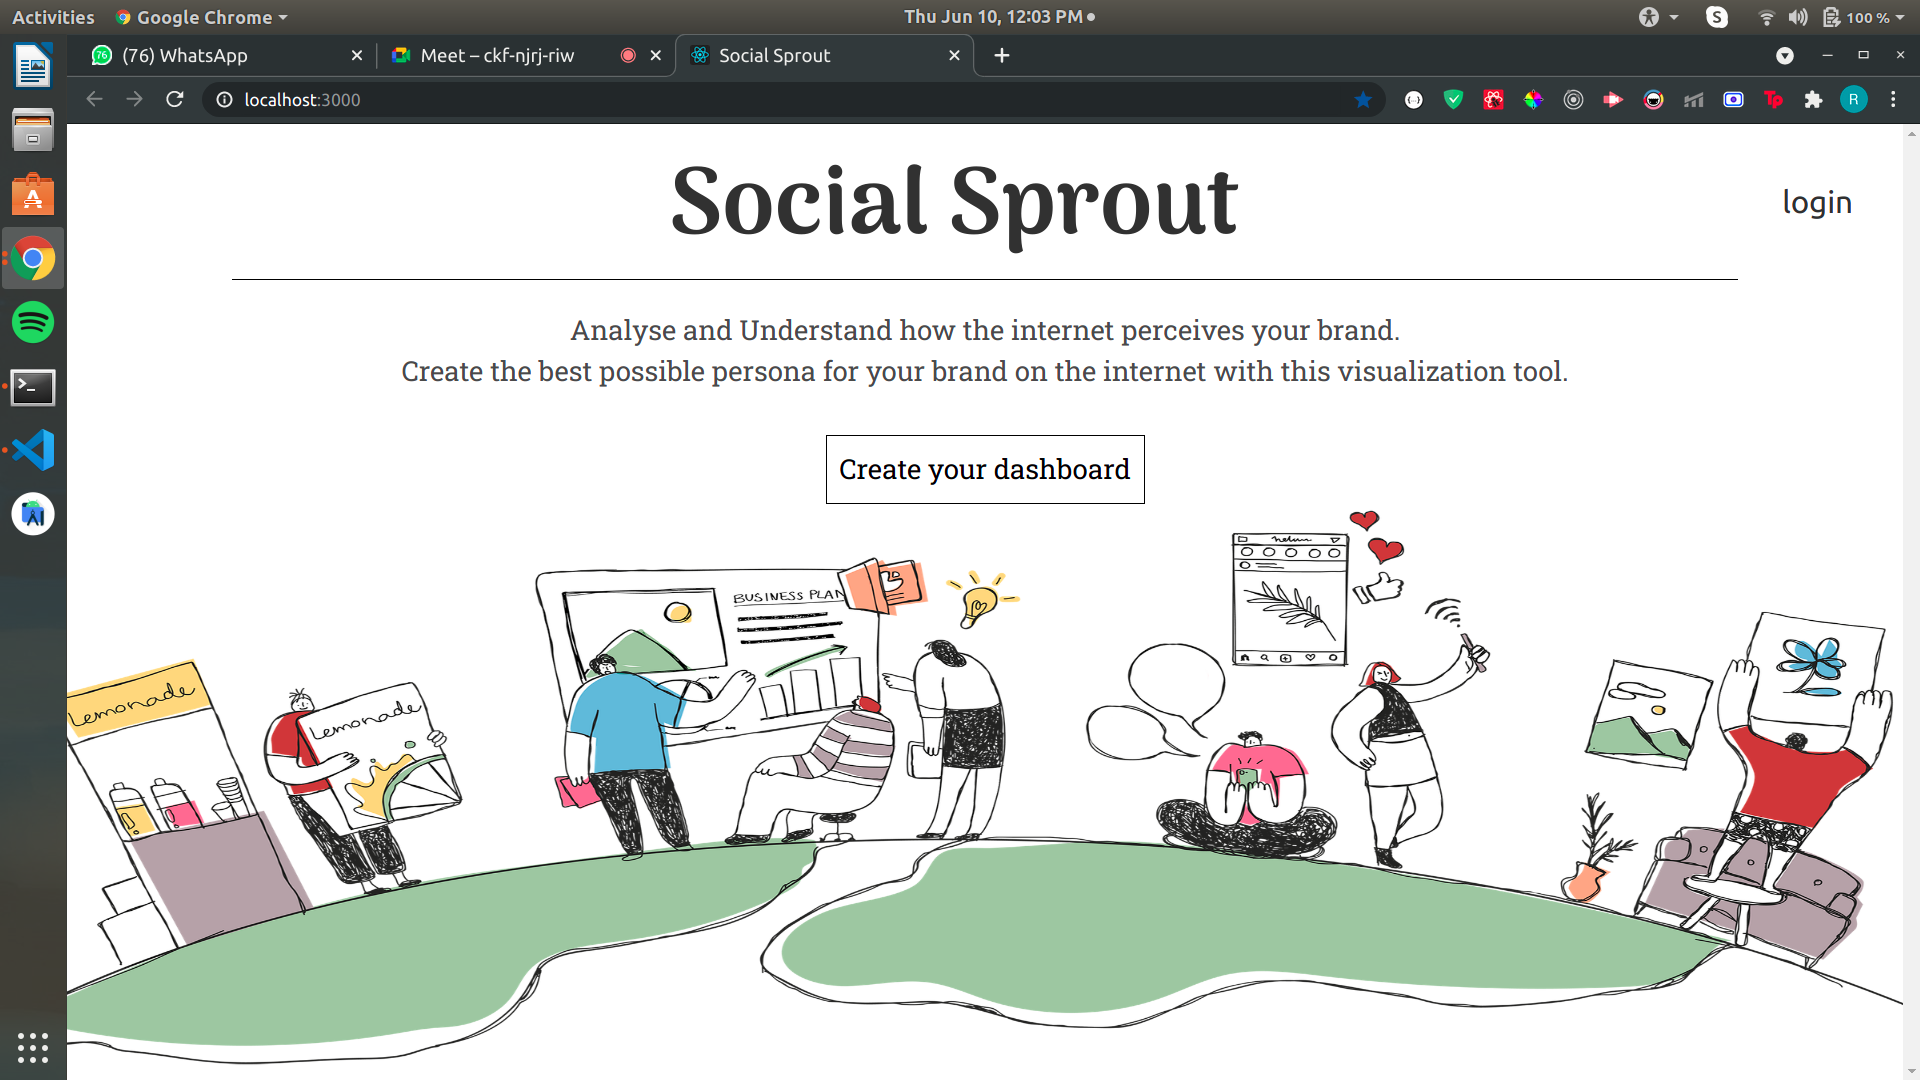 Activities
Google Chrome
Thu Jun 10, 12:03 PM
100 %
(76) WhatsApp
Meet – ckf-njrj-riw
Social Sprout
localhost:3000
R
Social Sprout
login
Analyse and Understand how the internet perceives your brand.
Create the best possible persona for your brand on the internet with this visualization tool.
Create your dashboard
BUSINESS PLAN
Lemonade
Lemonade